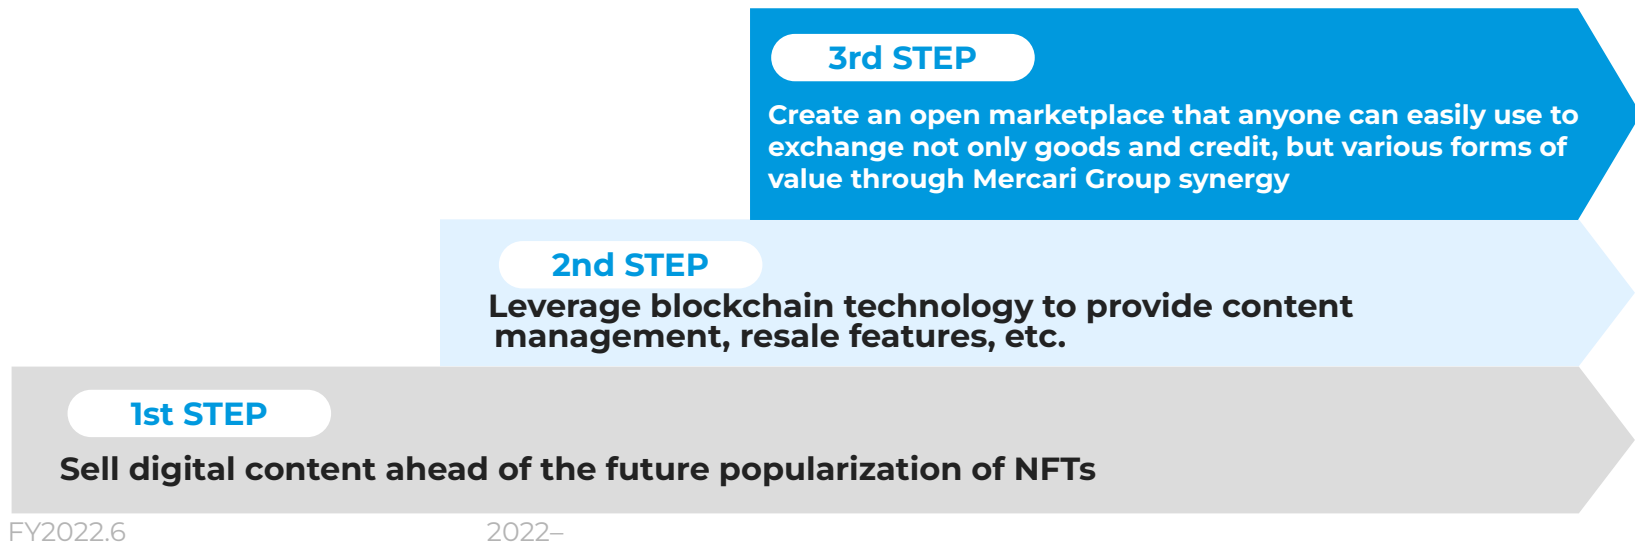 3rd STEP
Create an open marketplace that anyone can easily use to
exchange not only goods and credit, but various forms of
value through Mercari Group synergy
2nd STEP
Leverage blockchain technology to provide content
management, resale features, etc.
1st STEP
Sell digital content ahead of the future popularization of NFTs
FY2022.6
2022–